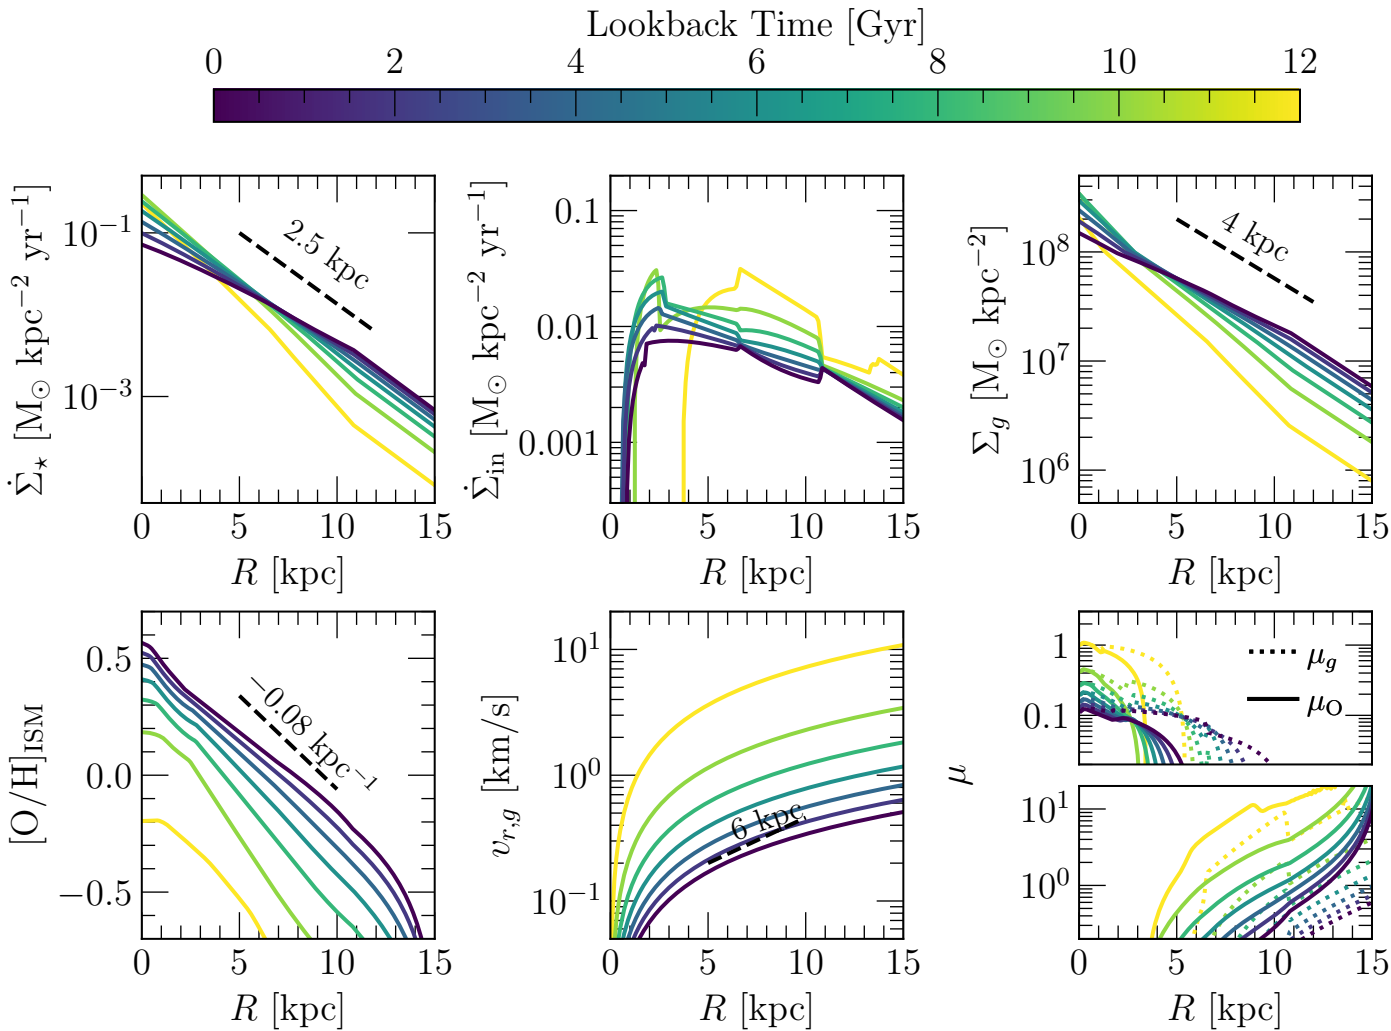 Lookback Time [Gyr]
0 2 4 6 8 10 12
Σ̇⋆ [M⊙ kpc⁻² yr⁻¹]
10⁻¹
10⁻³
2.5 kpc
0 5 10 15
R [kpc]
Σ̇in [M⊙ kpc⁻² yr⁻¹]
0.1
0.01
0.001
0 5 10 15
R [kpc]
Σg [M⊙ kpc⁻²]
10⁸
10⁷
10⁶
4 kpc
0 5 10 15
R [kpc]
[O/H]ISM
0.5
0.0
−0.5
−0.08 kpc⁻¹
0 5 10 15
R [kpc]
vr,g [km/s]
10¹
10⁰
10⁻¹
6 kpc
0 5 10 15
R [kpc]
μ
1
0.1
μg
μO
10¹
10⁰
0 5 10 15
R [kpc]